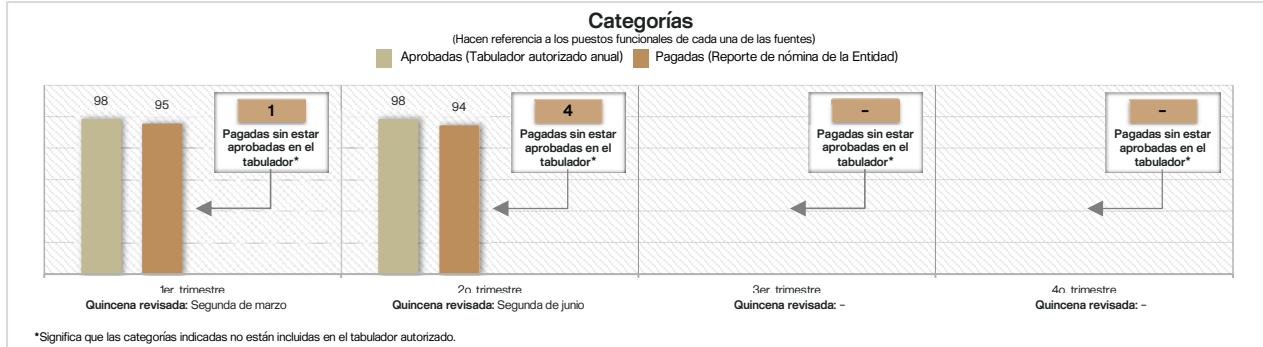 Categorías
(Hacen referencia a los puestos funcionales de cada una de las fuentes)
Aprobadas (Tabulador autorizado anual) Pagadas (Reporte de nómina de la Entidad)
98 95
1
Pagadas sin estar
aprobadas en el
tabulador*
98 94
4
Pagadas sin estar
aprobadas en el
tabulador*
-
Pagadas sin estar
aprobadas en el
tabulador*
-
Pagadas sin estar
aprobadas en el
tabulador*
1er. trimestre 2o. trimestre 3er. trimestre 4o. trimestre
Quincena revisada: Segunda de marzo Quincena revisada: Segunda de junio Quincena revisada: - Quincena revisada: -
*Significa que las categorías indicadas no están incluidas en el tabulador autorizado.